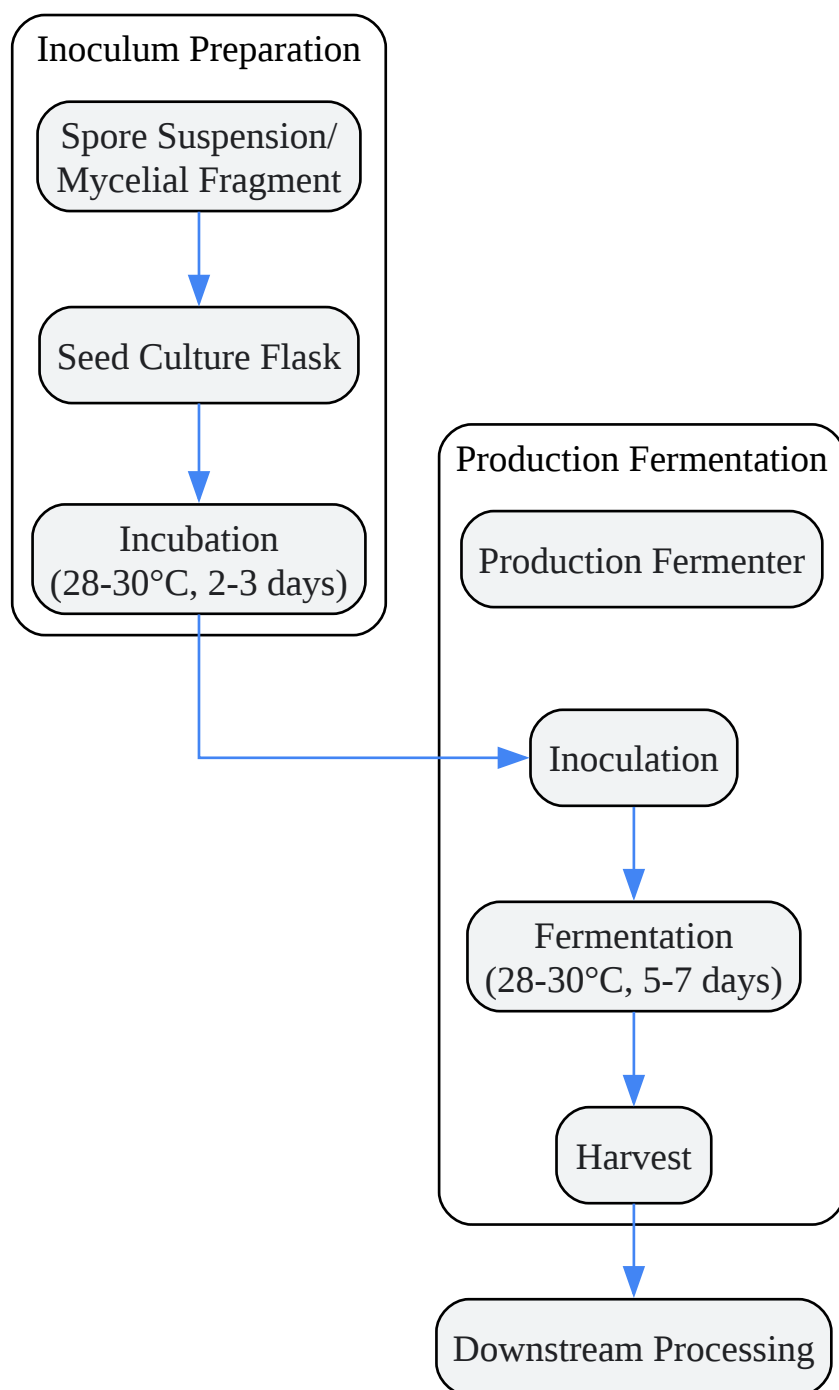 Inoculum Preparation
Spore Suspension/
Mycelial Fragment
Seed Culture Flask
Incubation
(28-30°C, 2-3 days)
Production Fermentation
Production Fermenter
Inoculation
Fermentation
(28-30°C, 5-7 days)
Harvest
Downstream Processing